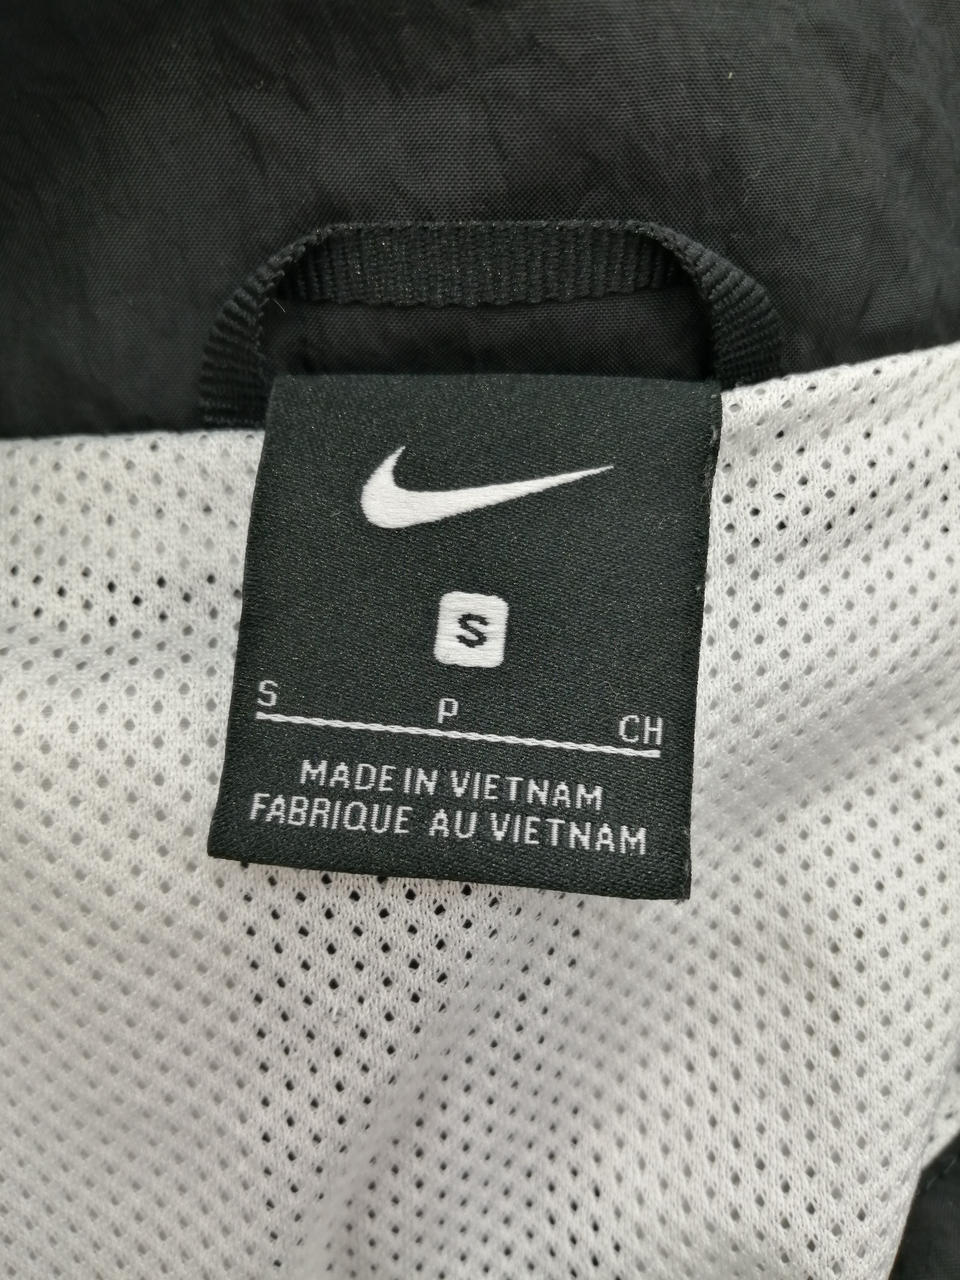 S
S P CH
MADE IN VIETNAM
FABRIQUE AU VIETNAM